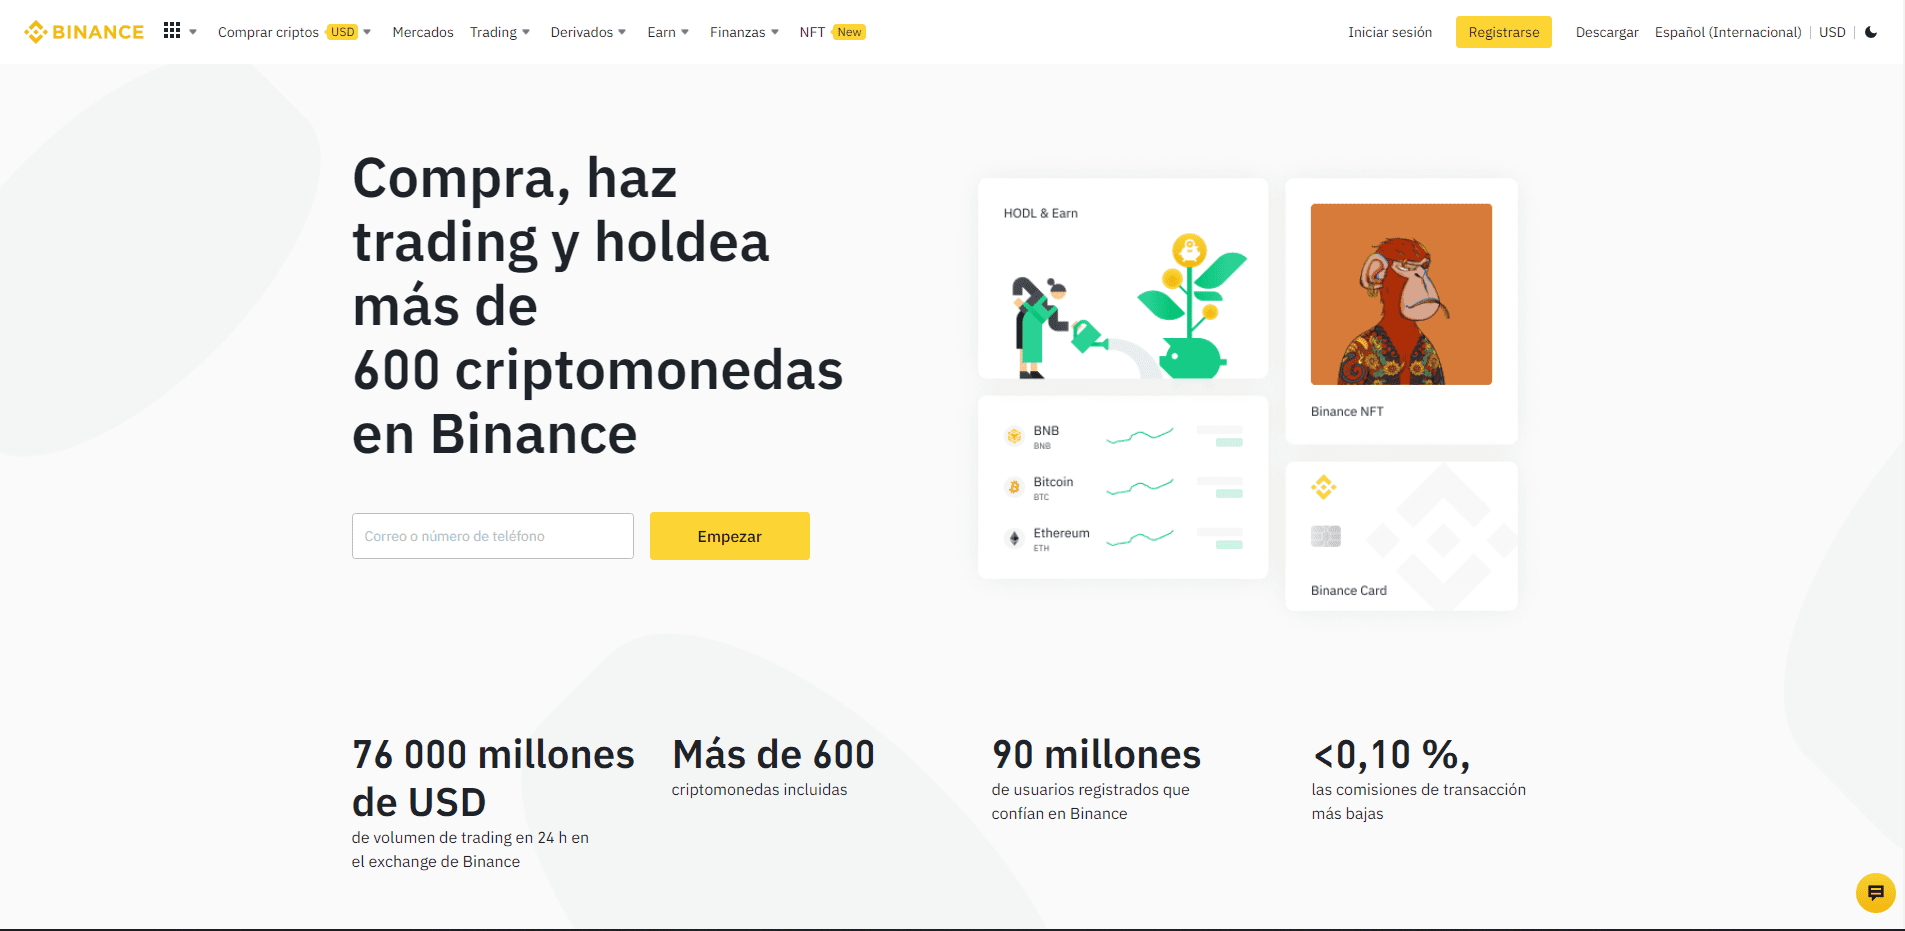 BINANCE
Comprar criptos USD
Mercados
Trading
Derivados
Earn
Finanzas
NFT New
Iniciar sesión
Registrarse
Descargar
Español (Internacional)
USD
Compra, haz
trading y holdea
más de
600 criptomonedas
en Binance
Correo o número de teléfono
Empezar
HODL & Earn
BNB
BNB
Bitcoin
BTC
Ethereum
ETH
Binance NFT
Binance Card
76 000 millones
de USD
de volumen de trading en 24 h en
el exchange de Binance
Más de 600
criptomonedas incluidas
90 millones
de usuarios registrados que
confían en Binance
<0,10 %,
las comisiones de transacción
más bajas